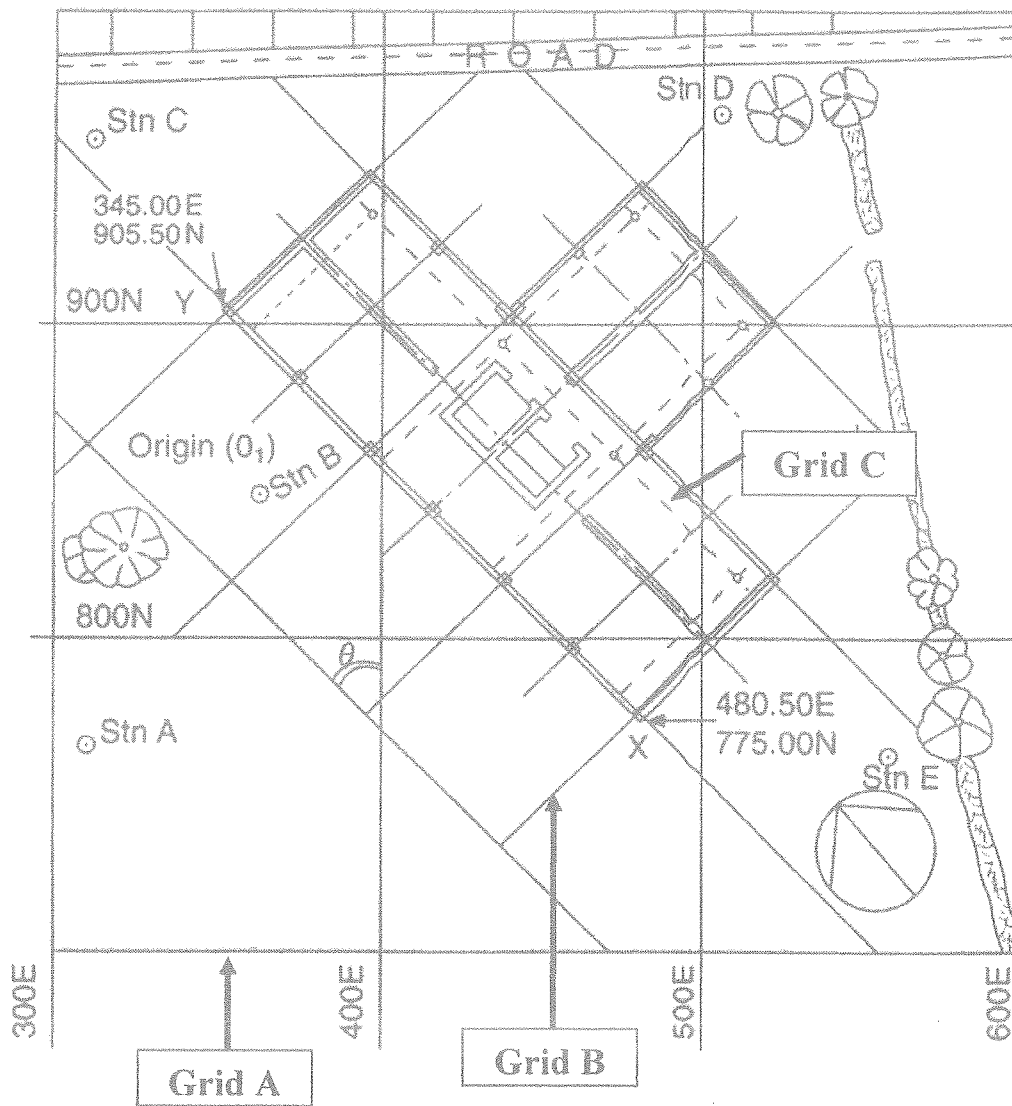 ROAD
Stn D
Stn C
345.00E
905.50N
900N Y
Origin (0₁)
Stn B
Grid C
800N
θ
Stn A
480.50E
775.00N
X
Stn E
300E
400E
500E
600E
Grid A
Grid B